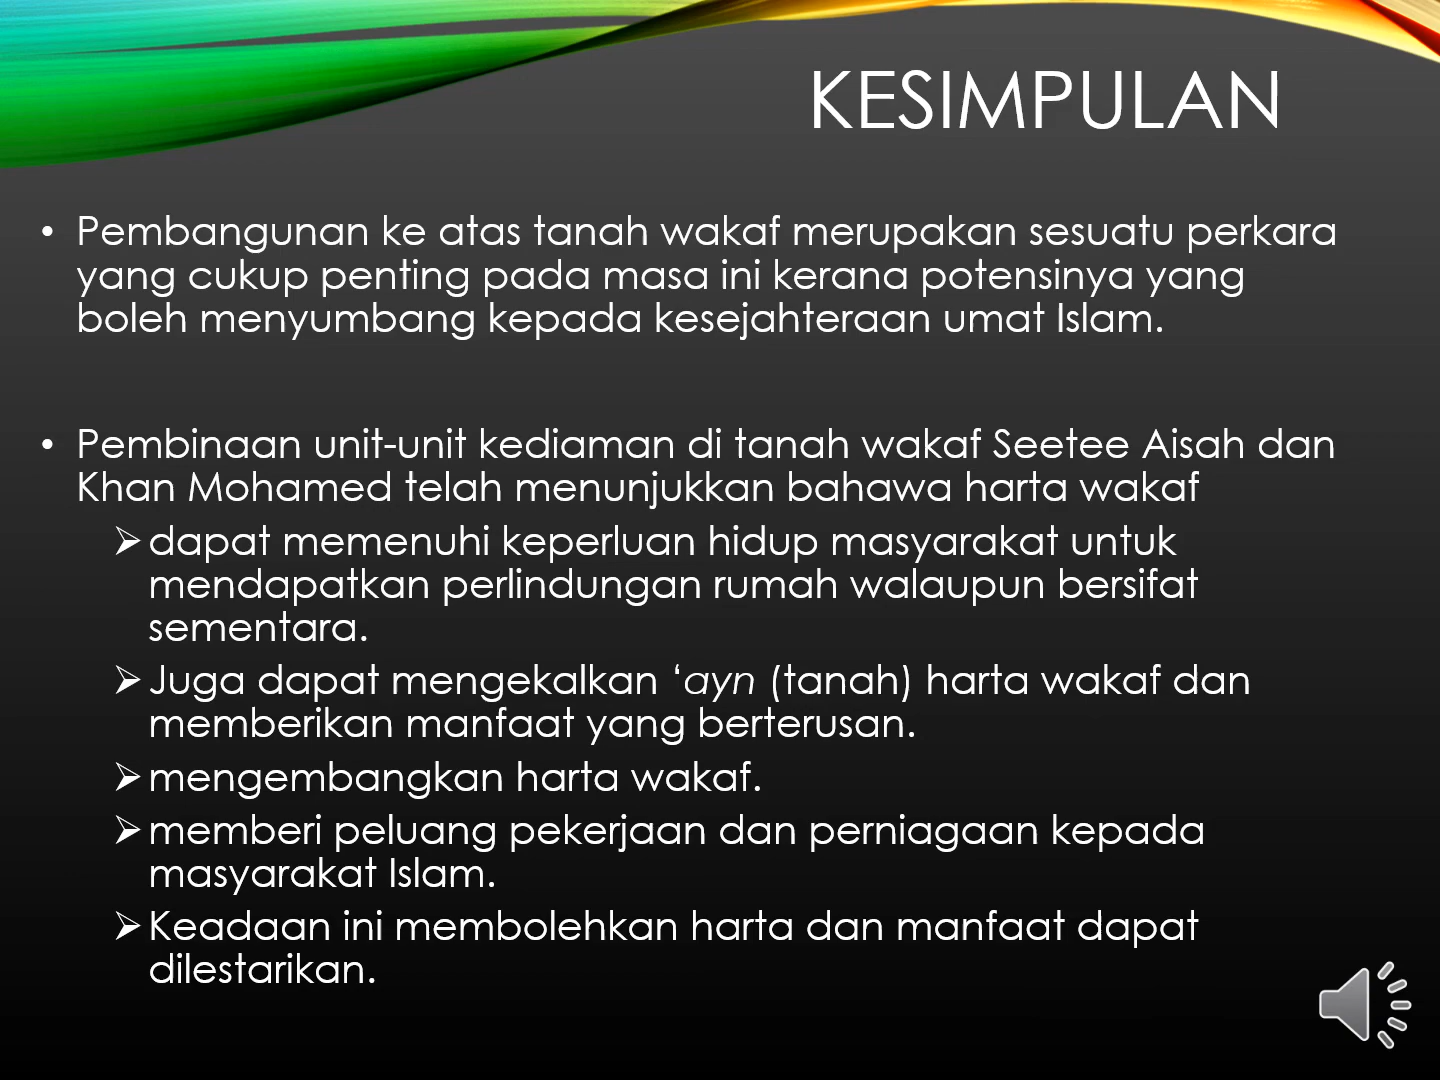 KESIMPULAN
• Pembangunan ke atas tanah wakaf merupakan sesuatu perkara
yang cukup penting pada masa ini kerana potensinya yang
boleh menyumbang kepada kesejahteraan umat Islam.
• Pembinaan unit-unit kediaman di tanah wakaf Seetee Aisah dan
Khan Mohamed telah menunjukkan bahawa harta wakaf
➢ dapat memenuhi keperluan hidup masyarakat untuk
mendapatkan perlindungan rumah walaupun bersifat
sementara.
➢ Juga dapat mengekalkan ‘ayn (tanah) harta wakaf dan
memberikan manfaat yang berterusan.
➢ mengembangkan harta wakaf.
➢ memberi peluang pekerjaan dan perniagaan kepada
masyarakat Islam.
➢ Keadaan ini membolehkan harta dan manfaat dapat
dilestarikan.